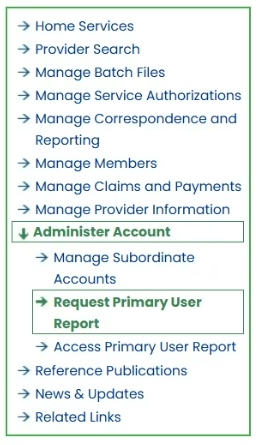 Home Services
Provider Search
Manage Batch Files
Manage Service Authorizations
Manage Correspondence and
Reporting
Manage Members
Manage Claims and Payments
Manage Provider Information
Administer Account
Manage Subordinate
Accounts
Request Primary User
Report
Access Primary User Report
Reference Publications
News & Updates
Related Links